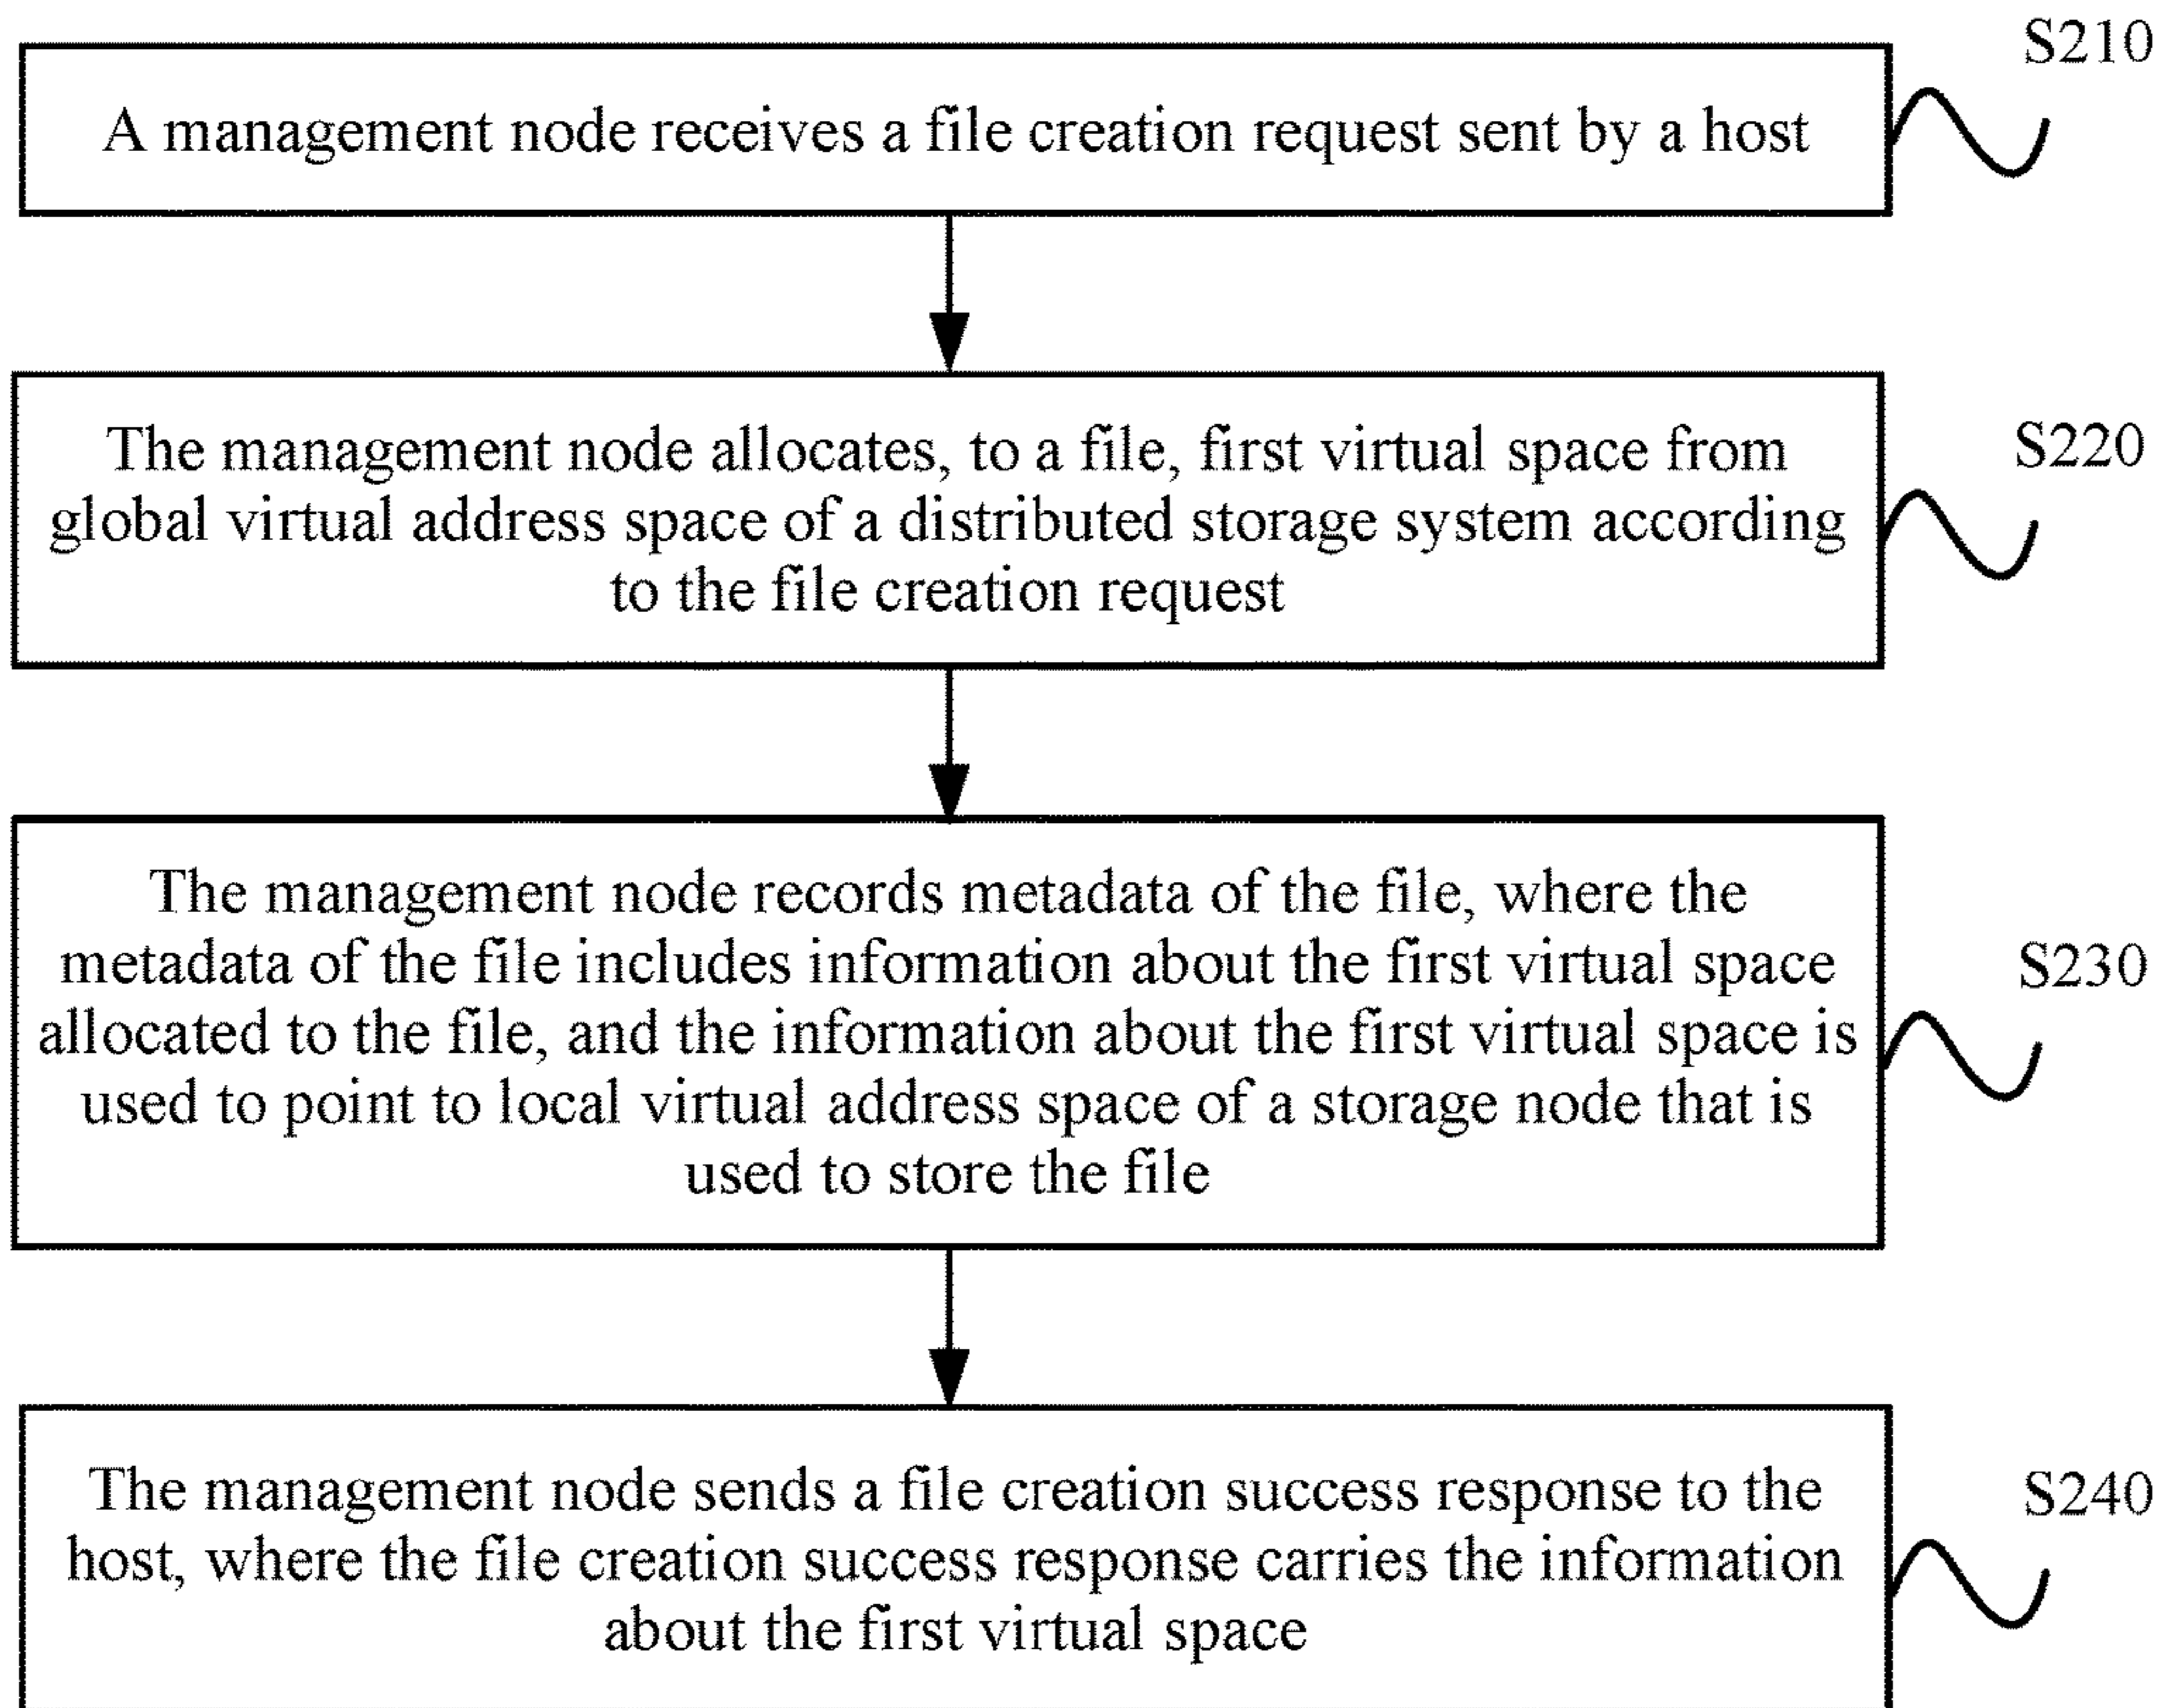 S210
A management node receives a file creation request sent by a host
The management node allocates, to a file, first virtual space from
global virtual address space of a distributed storage system according
to the file creation request
S220
The management node records metadata of the file, where the
metadata of the file includes information about the first virtual space
allocated to the file, and the information about the first virtual space is
used to point to local virtual address space of a storage node that is
used to store the file
S230
The management node sends a file creation success response to the
host, where the file creation success response carries the information
about the first virtual space
S240